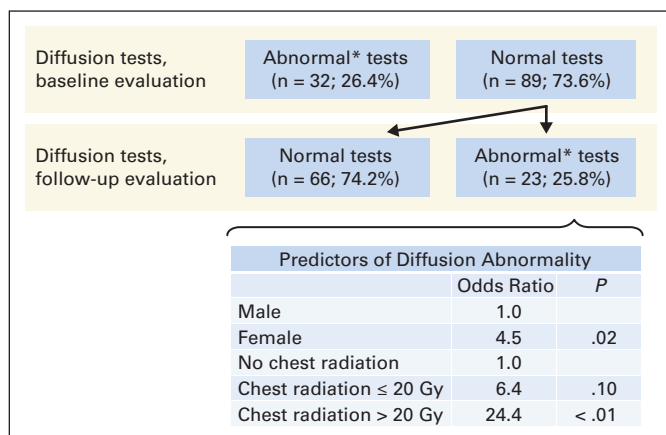 Diffusion tests,
baseline evaluation
Abnormal* tests
(n = 32; 26.4%)
Normal tests
(n = 89; 73.6%)
Diffusion tests,
follow-up evaluation
Normal tests
(n = 66; 74.2%)
Abnormal* tests
(n = 23; 25.8%)
Predictors of Diffusion Abnormality
Odds Ratio P
Male 1.0
Female 4.5 .02
No chest radiation 1.0
Chest radiation ≤ 20 Gy 6.4 .10
Chest radiation > 20 Gy 24.4 < .01